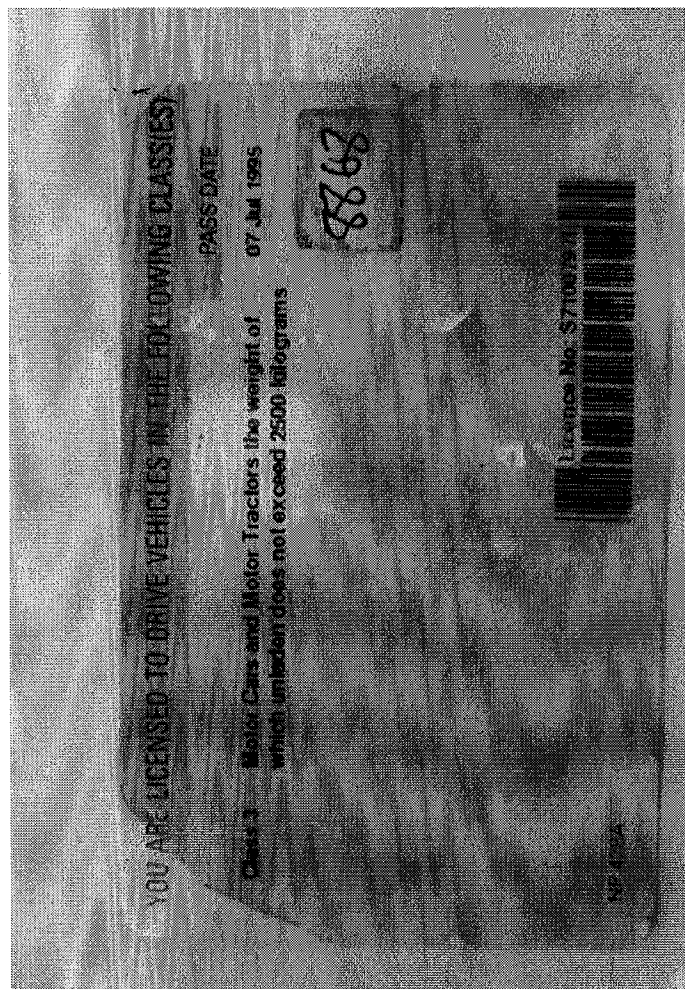 YOU ARE LICENSED TO DRIVE VEHICLES IN THE FOLLOWING CLASS(ES)
PASS DATE
Class 3 Motor Cars and Motor Tractors the weight of 07 Jul 1995
which unladen does not exceed 2500 kilograms
8863
Licence No.